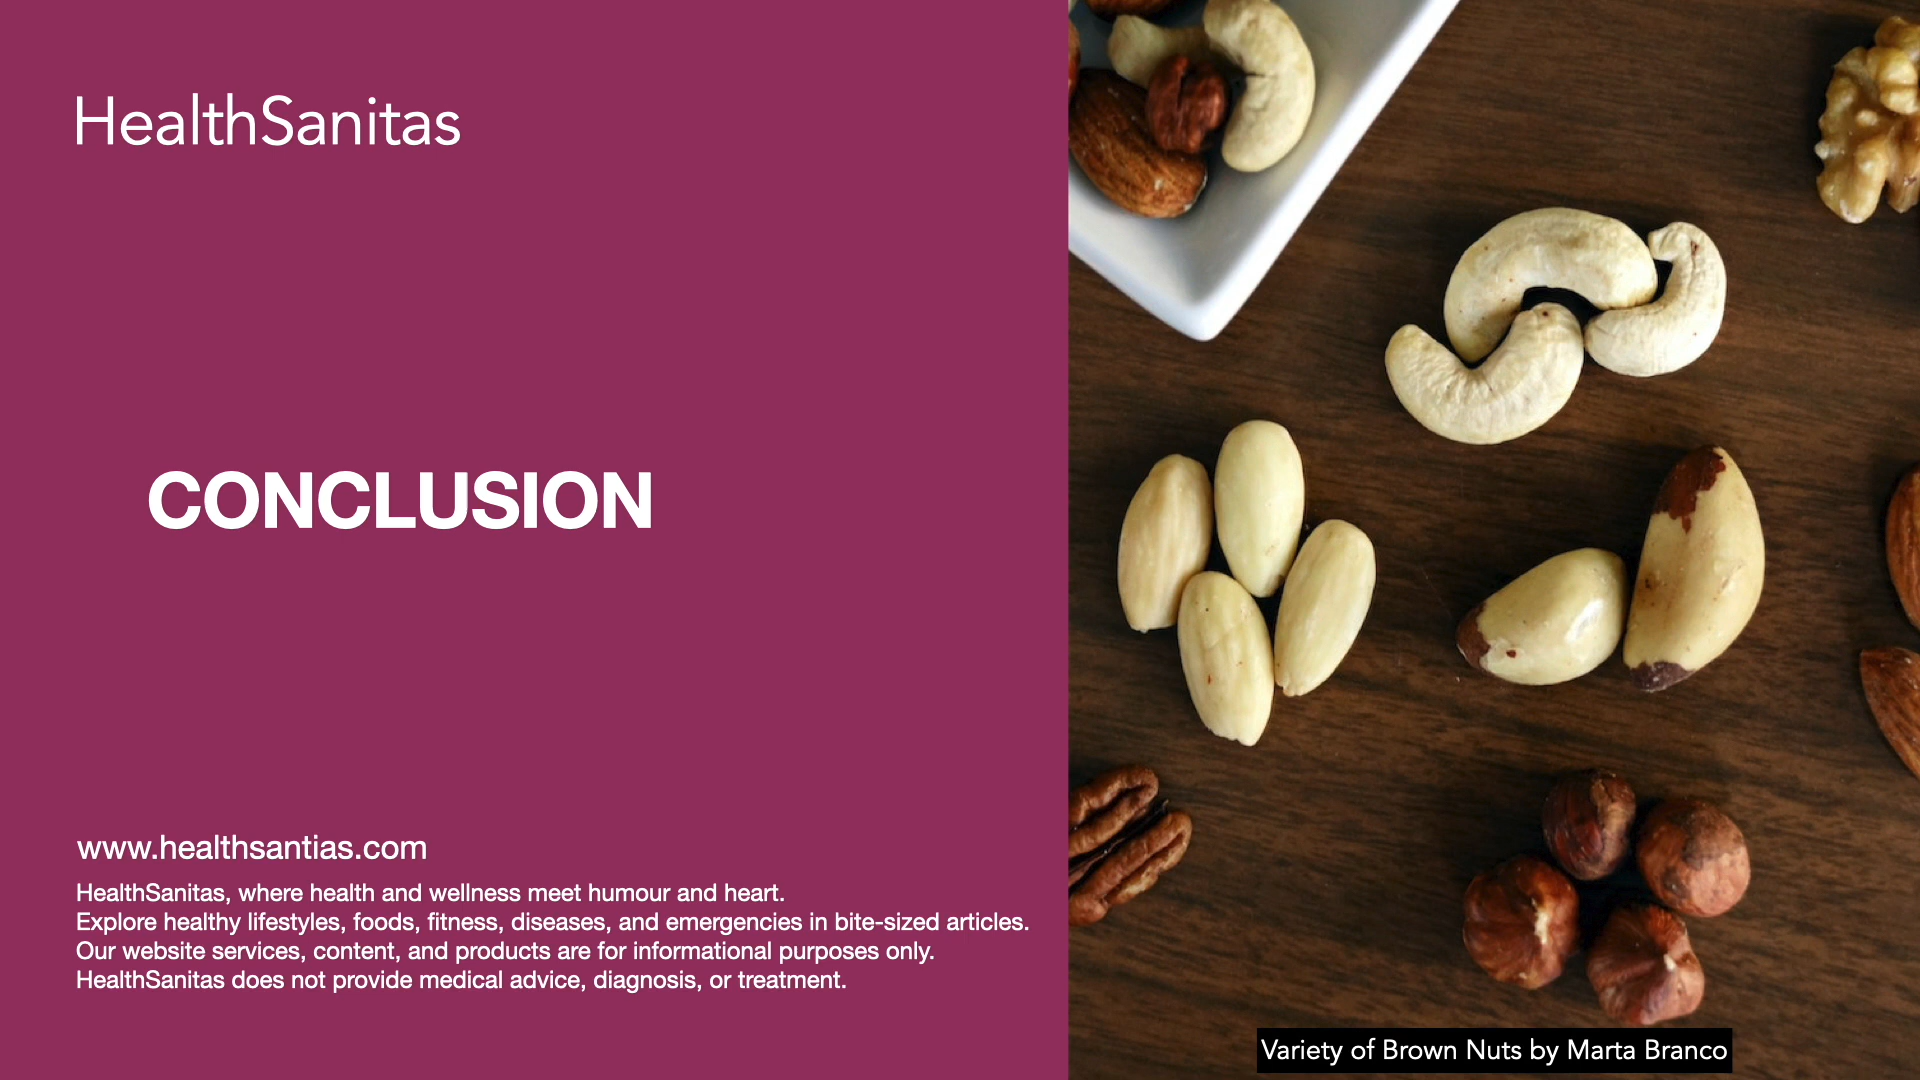 HealthSanitas
CONCLUSION
www.healthsantias.com
HealthSanitas, where health and wellness meet humour and heart.
Explore healthy lifestyles, foods, fitness, diseases, and emergencies in bite-sized articles.
Our website services, content, and products are for informational purposes only.
HealthSanitas does not provide medical advice, diagnosis, or treatment.
Variety of Brown Nuts by Marta Branco